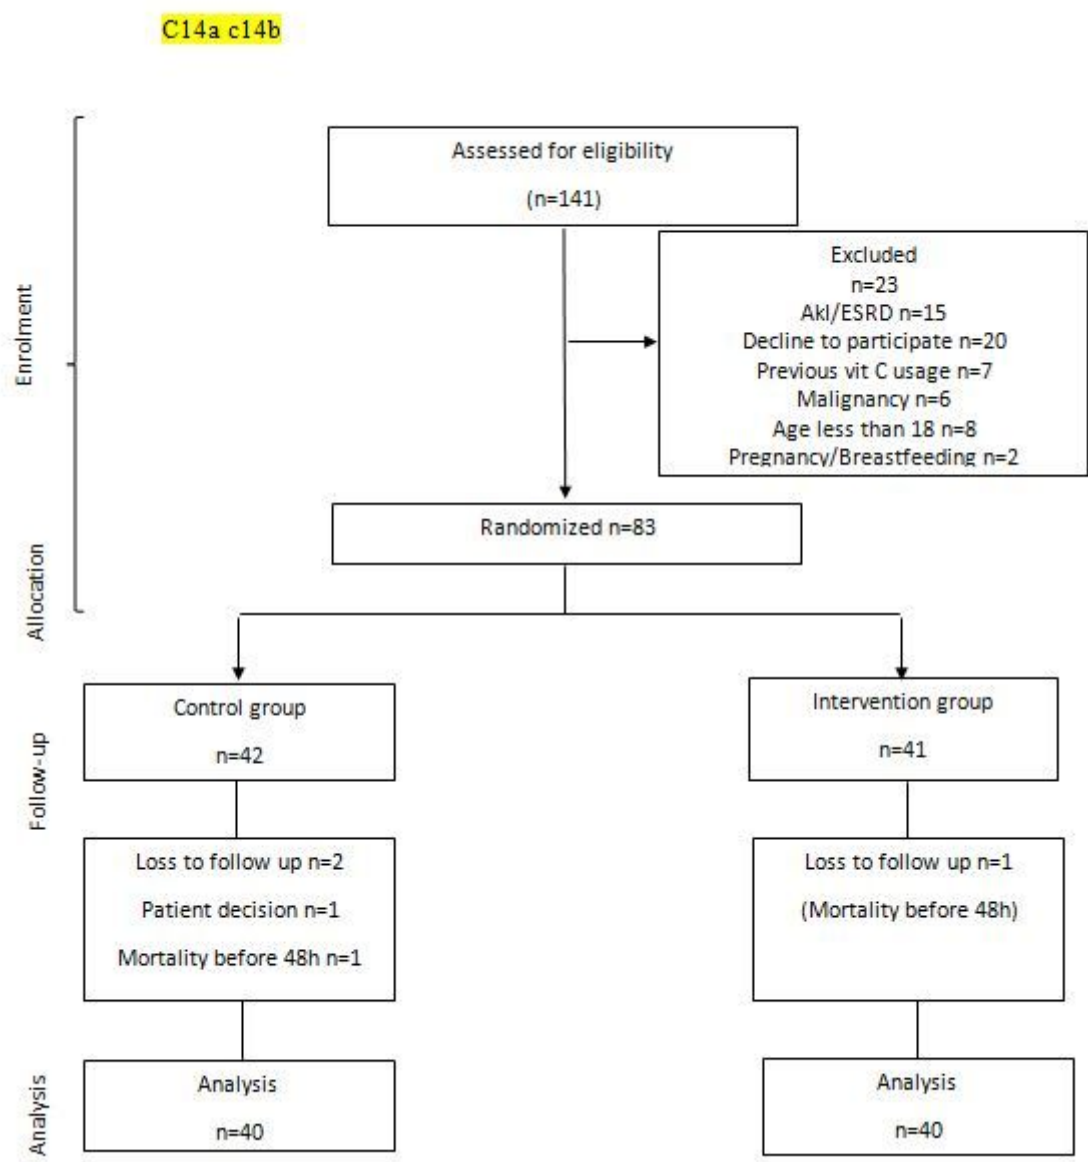 C14a c14b
Assessed for eligibility
(n=141)
Excluded
n=23
AkI/ESRD n=15
Decline to participate n=20
Previous vit C usage n=7
Malignancy n=6
Age less than 18 n=8
Pregnancy/Breastfeeding n=2
Enrolment
Randomized n=83
Allocation
Control group
n=42
Intervention group
n=41
Follow-up
Loss to follow up n=2
Patient decision n=1
Mortality before 48h n=1
Loss to follow up n=1
(Mortality before 48h)
Analysis
Analysis
n=40
Analysis
n=40